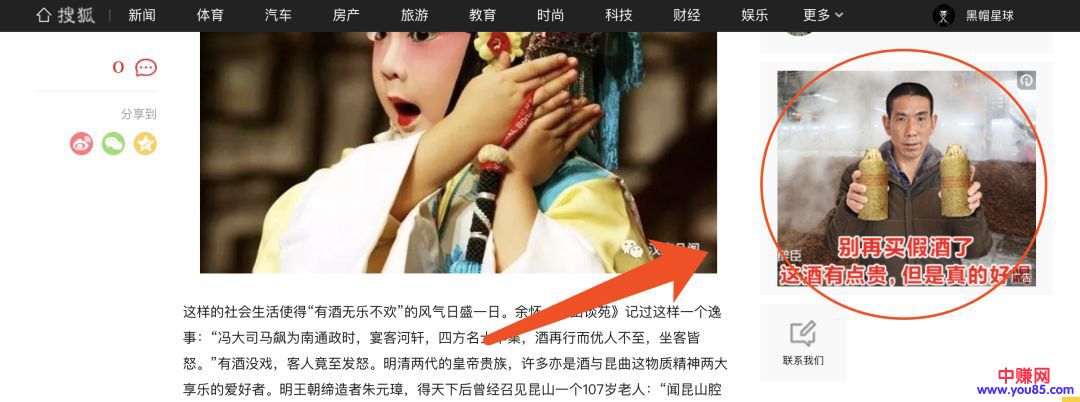 搜狐 新闻 体育 汽车 房产 旅游 教育 时尚 科技 财经 娱乐 更多 黑帽星球
0
分享到
别再买假酒了
这酒有点贵，但是真的好喝
广告
这样的社会生活使得“有酒无乐不欢”的风气日盛一日。余怀
谈苑》记过这样一个逸
事：“冯大司马飙为南通政时，宴客河轩，四方名士
集，酒再行而优人不至，坐客皆
怒。”有酒没戏，客人竟至发怒。明清两代的皇帝贵族，许多亦是酒与昆曲这物质精神两大
享乐的爱好者。明王朝缔造者朱元璋，得天下后曾经召见昆山一个107岁老人：“闻昆山腔
联系我们
中赚网
www.you85.com